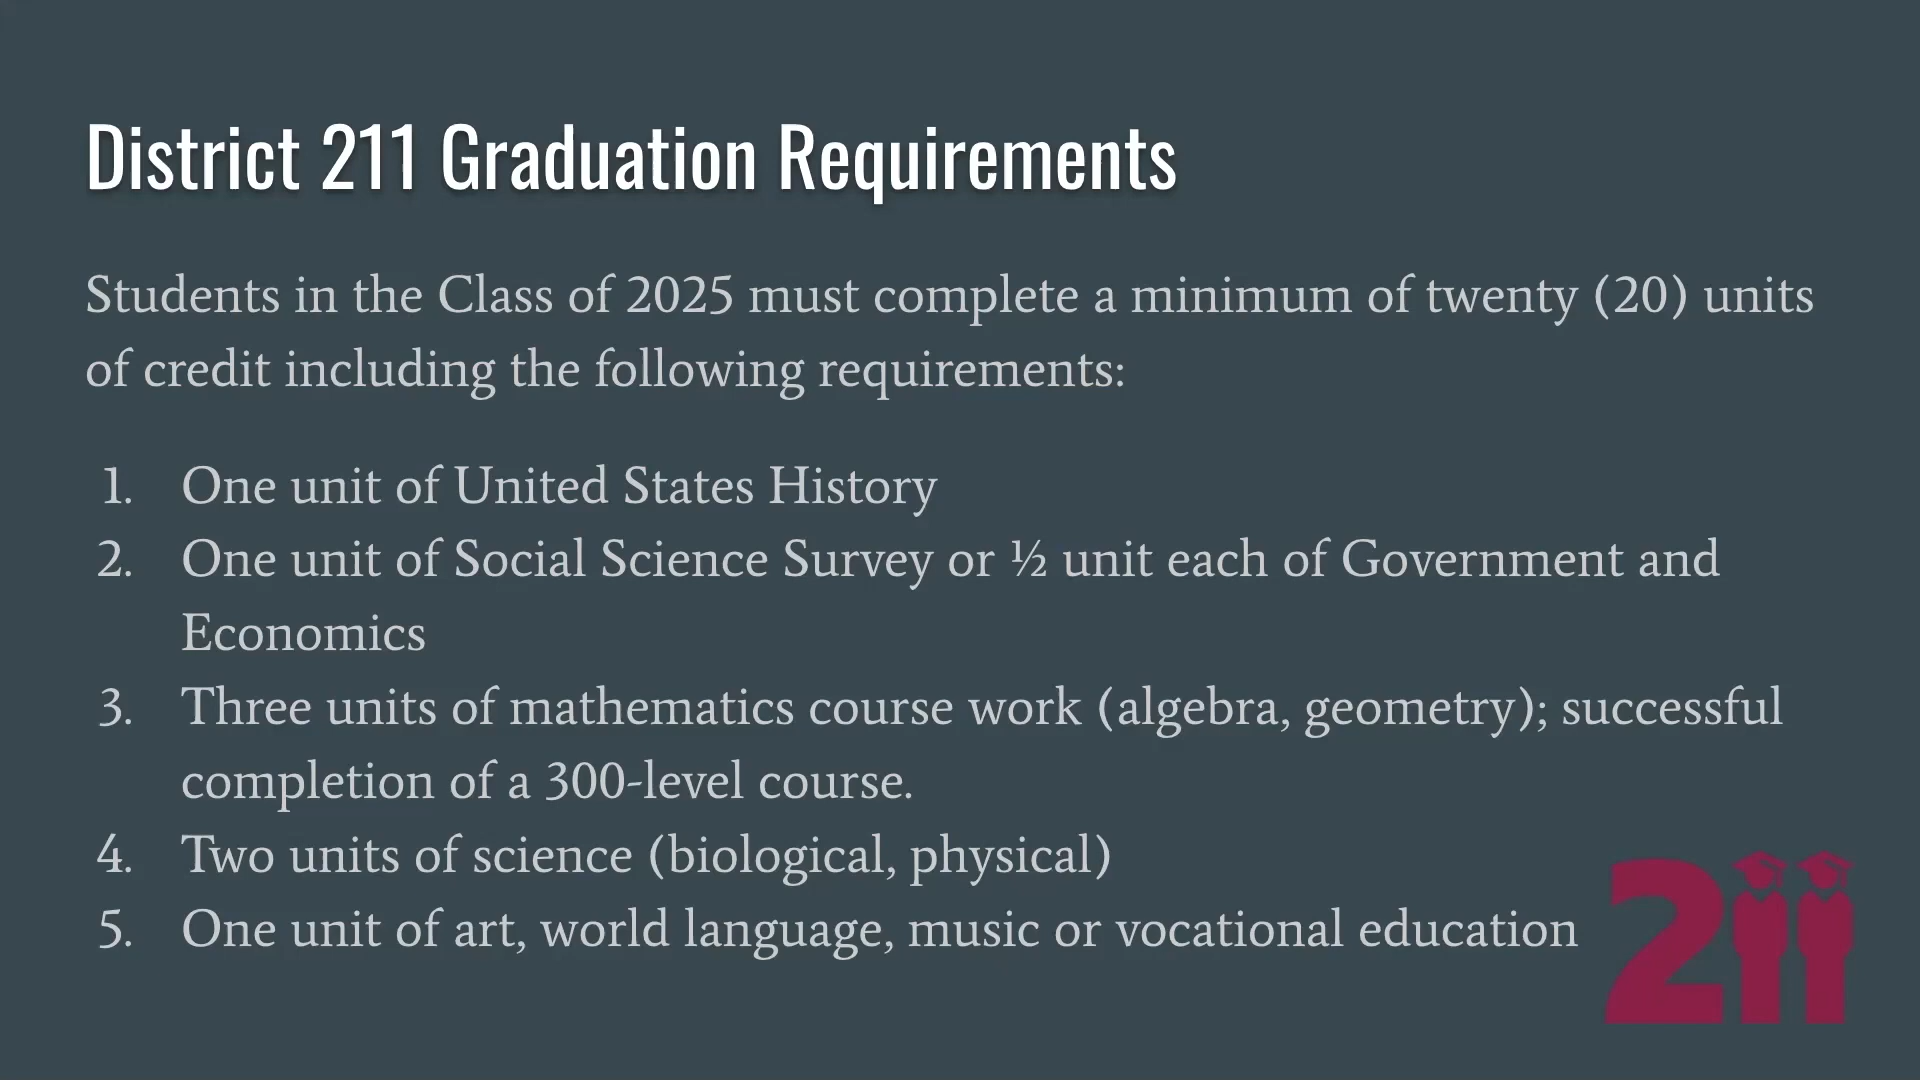 District 211 Graduation Requirements
Students in the Class of 2025 must complete a minimum of twenty (20) units
of credit including the following requirements:
1. One unit of United States History
2. One unit of Social Science Survey or ½ unit each of Government and
Economics
3. Three units of mathematics course work (algebra, geometry); successful
completion of a 300-level course.
4. Two units of science (biological, physical)
5. One unit of art, world language, music or vocational education
211